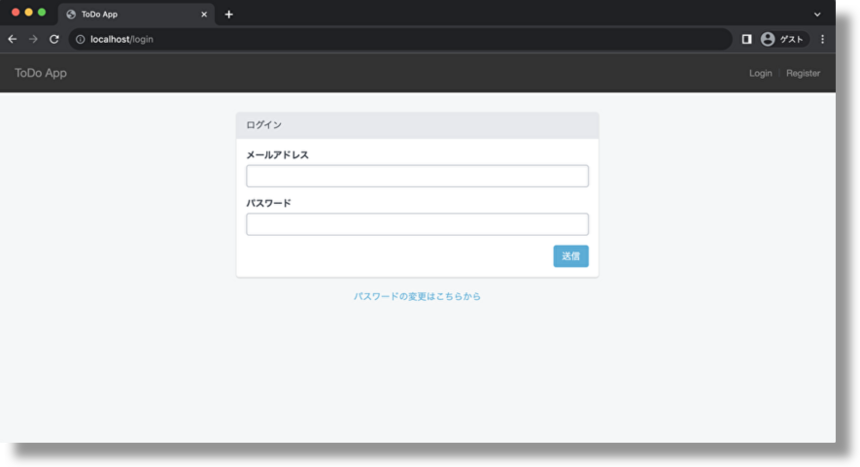 ToDo App
localhost/login
ゲスト
ToDo App
Login
Register
ログイン
メールアドレス
パスワード
送信
パスワードの変更はこちらから